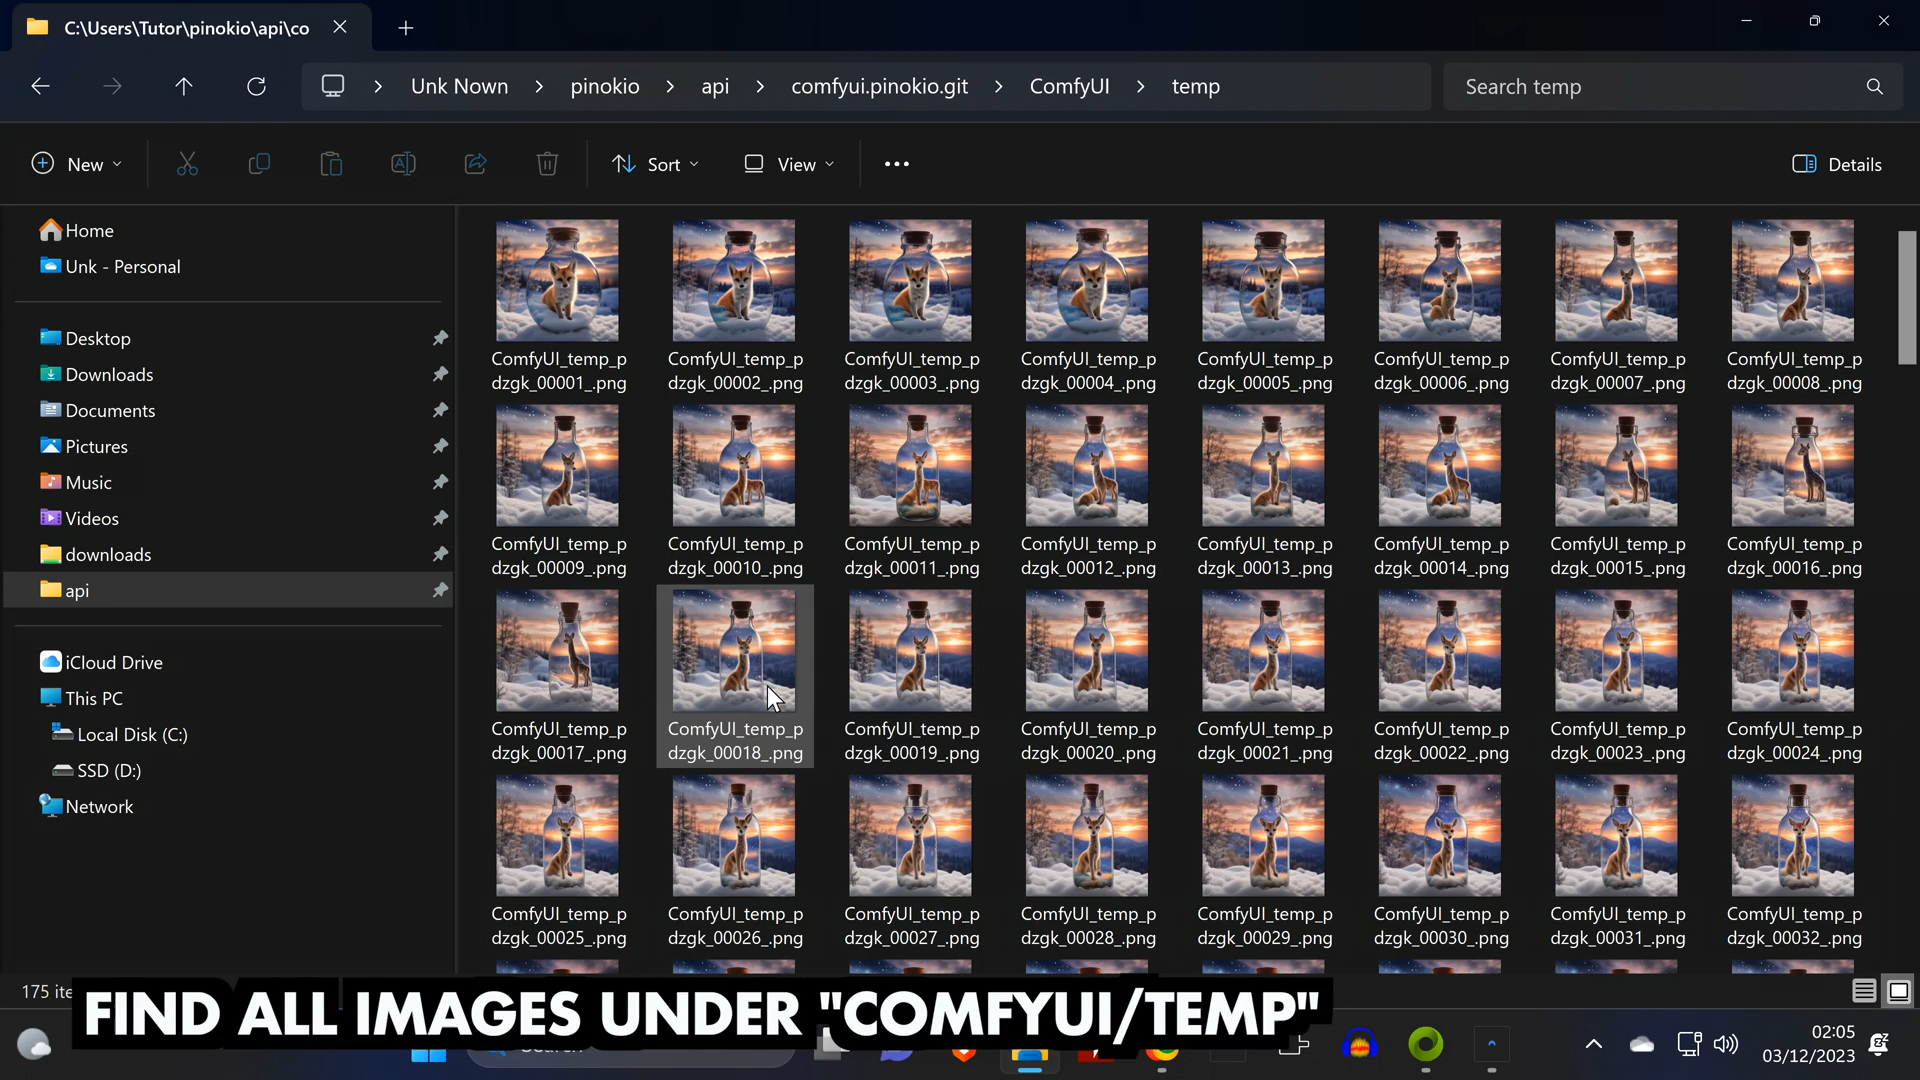 C:\Users\Tutor\pinokio\api\co
Unk Nown
pinokio
api
comfyui.pinokio.git
ComfyUI
temp
Search temp
New
Sort
View
Details
Home
Unk - Personal
Desktop
Downloads
Documents
Pictures
Music
Videos
downloads
api
iCloud Drive
This PC
Local Disk (C:)
SSD (D:)
Network
ComfyUI_temp_p ComfyUI_temp_p ComfyUI_temp_p ComfyUI_temp_p ComfyUI_temp_p ComfyUI_temp_p ComfyUI_temp_p ComfyUI_temp_p
dzgk_00001_.png dzgk_00002_.png dzgk_00003_.png dzgk_00004_.png dzgk_00005_.png dzgk_00006_.png dzgk_00007_.png dzgk_00008_.png
ComfyUI_temp_p ComfyUI_temp_p ComfyUI_temp_p ComfyUI_temp_p ComfyUI_temp_p ComfyUI_temp_p ComfyUI_temp_p ComfyUI_temp_p
dzgk_00009_.png dzgk_00010_.png dzgk_00011_.png dzgk_00012_.png dzgk_00013_.png dzgk_00014_.png dzgk_00015_.png dzgk_00016_.png
ComfyUI_temp_p ComfyUI_temp_p ComfyUI_temp_p ComfyUI_temp_p ComfyUI_temp_p ComfyUI_temp_p ComfyUI_temp_p ComfyUI_temp_p
dzgk_00017_.png dzgk_00018_.png dzgk_00019_.png dzgk_00020_.png dzgk_00021_.png dzgk_00022_.png dzgk_00023_.png dzgk_00024_.png
ComfyUI_temp_p ComfyUI_temp_p ComfyUI_temp_p ComfyUI_temp_p ComfyUI_temp_p ComfyUI_temp_p ComfyUI_temp_p ComfyUI_temp_p
dzgk_00025_.png dzgk_00026_.png dzgk_00027_.png dzgk_00028_.png dzgk_00029_.png dzgk_00030_.png dzgk_00031_.png dzgk_00032_.png
175 ite
FIND ALL IMAGES UNDER "COMFYUI/TEMP"
02:05
03/12/2023